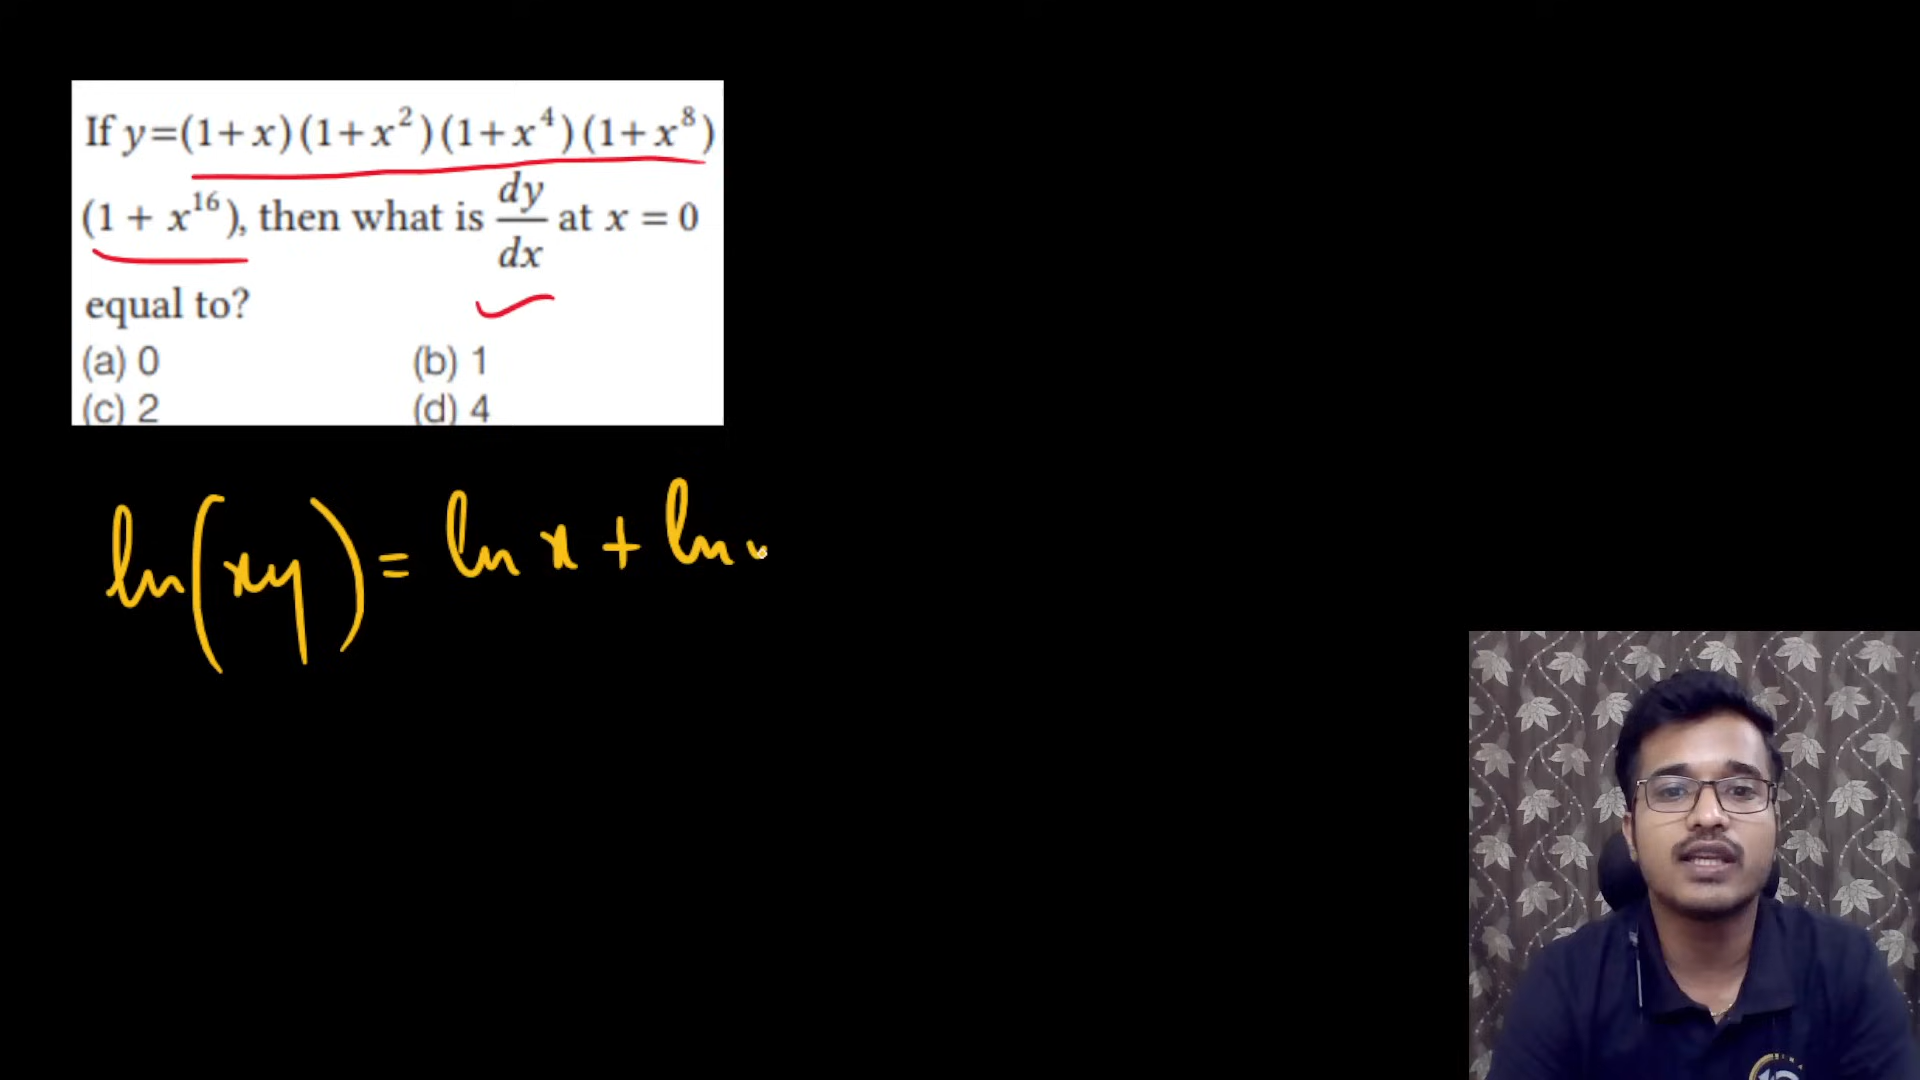 If y=(1+x)(1+x²)(1+x⁴)(1+x⁸)
(1 + x¹⁶), then what is dy/dx at x = 0
equal to?
(a) 0 (b) 1
(c) 2 (d) 4
ln(xy) = ln x + ln